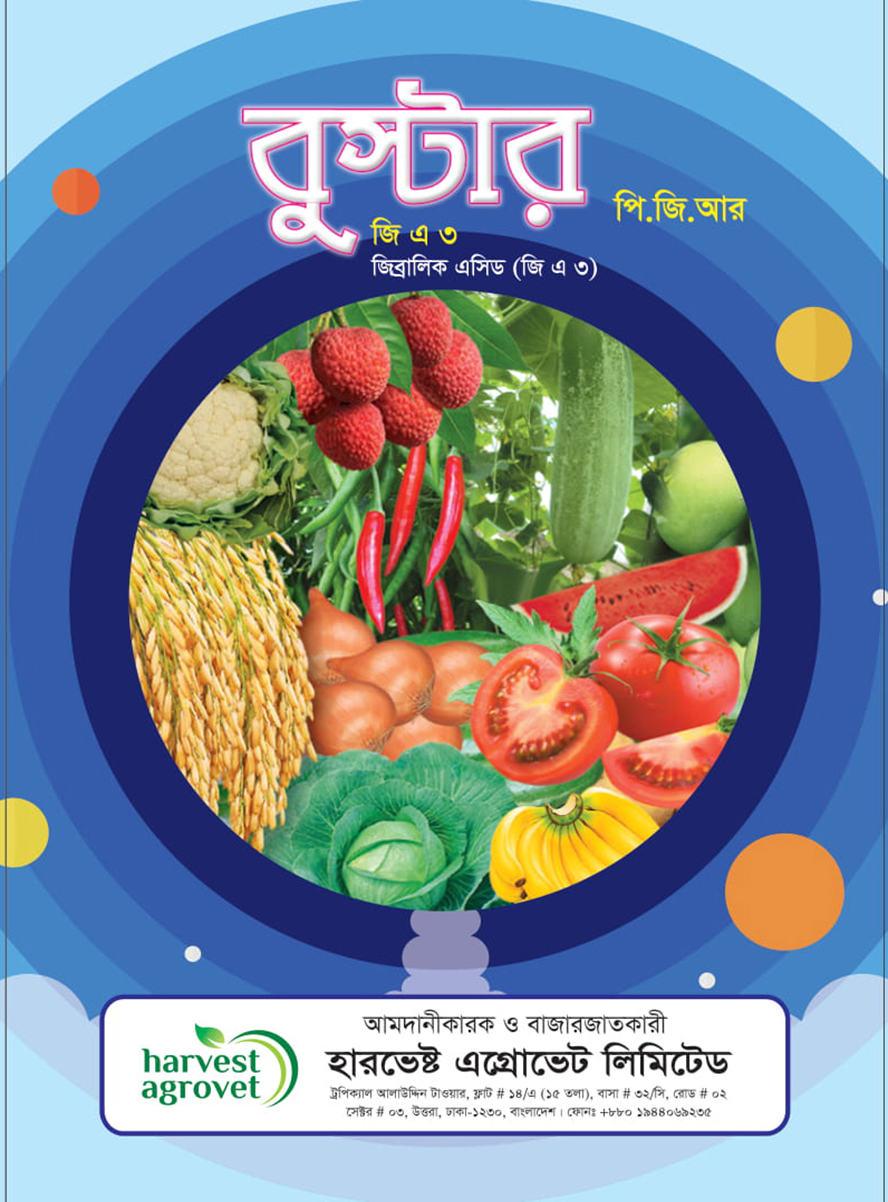 বুস্টার
পি.জি.আর
জি এ ৩
জিব্রালিক এসিড (জি এ ৩)
harvest
agrovet
আমদানীকারক ও বাজারজাতকারী
হারভেষ্ট এগ্রোভেট লিমিটেড
ট্রপিক্যাল আলাউদ্দিন টাওয়ার, ফ্লাট # ১৪/এ (১৫ তলা), বাসা # ৩২/সি, রোড # ০২
সেক্টর # ০৩, উত্তরা, ঢাকা-১২৩০, বাংলাদেশ। ফোনঃ +৮৮০ ১৯৪৪০৬৯২৩৫